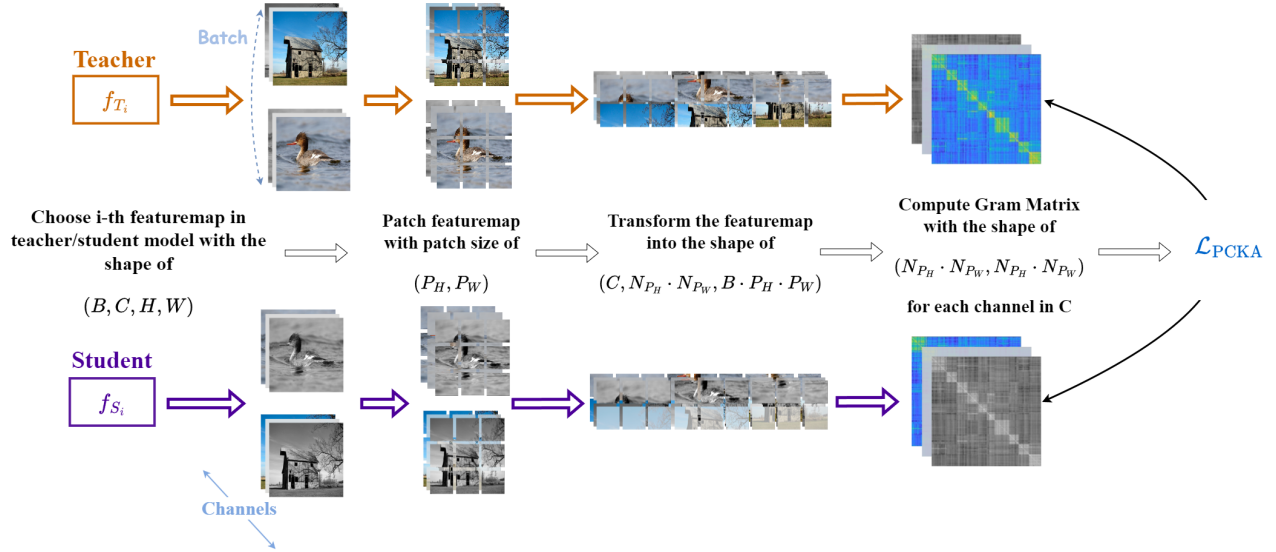 Batch
Teacher
f_{T_i}
Choose i-th featuremap in
teacher/student model with the
shape of
(B, C, H, W)
Patch featuremap
with patch size of
(P_H, P_W)
Transform the featuremap
into the shape of
(C, N_{P_H} · N_{P_W}, B · P_H · P_W)
Compute Gram Matrix
with the shape of
(N_{P_H} · N_{P_W}, N_{P_H} · N_{P_W})
for each channel in C
ℒ_{PCKA}
Student
f_{S_i}
Channels